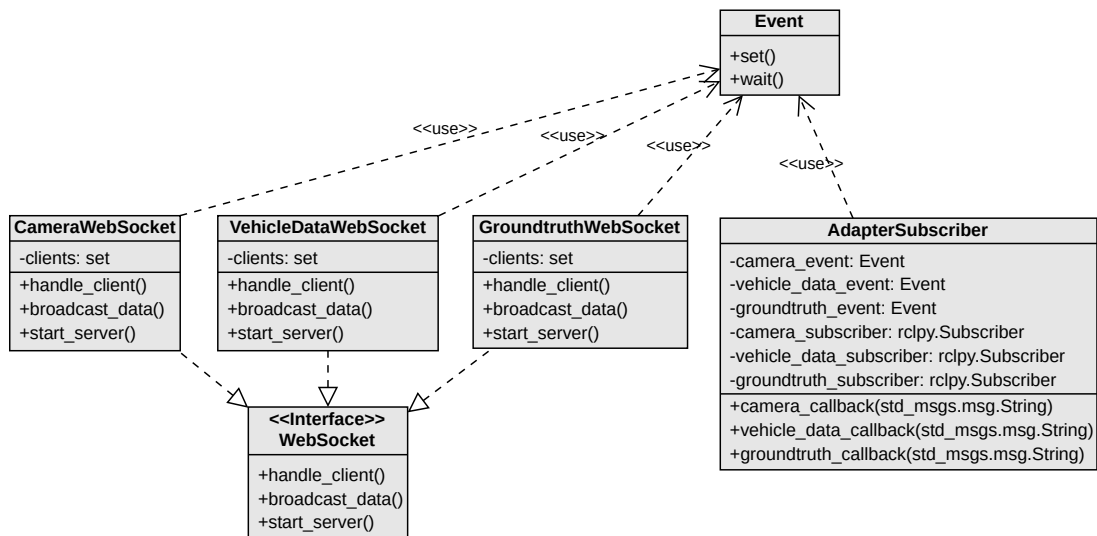 Event
+set()
+wait()
<<use>>
<<use>>
<<use>>
<<use>>
CameraWebSocket
-clients: set
+handle_client()
+broadcast_data()
+start_server()
VehicleDataWebSocket
-clients: set
+handle_client()
+broadcast_data()
+start_server()
GroundtruthWebSocket
-clients: set
+handle_client()
+broadcast_data()
+start_server()
AdapterSubscriber
-camera_event: Event
-vehicle_data_event: Event
-groundtruth_event: Event
-camera_subscriber: rclpy.Subscriber
-vehicle_data_subscriber: rclpy.Subscriber
-groundtruth_subscriber: rclpy.Subscriber
+camera_callback(std_msgs.msg.String)
+vehicle_data_callback(std_msgs.msg.String)
+groundtruth_callback(std_msgs.msg.String)
<<Interface>>
WebSocket
+handle_client()
+broadcast_data()
+start_server()